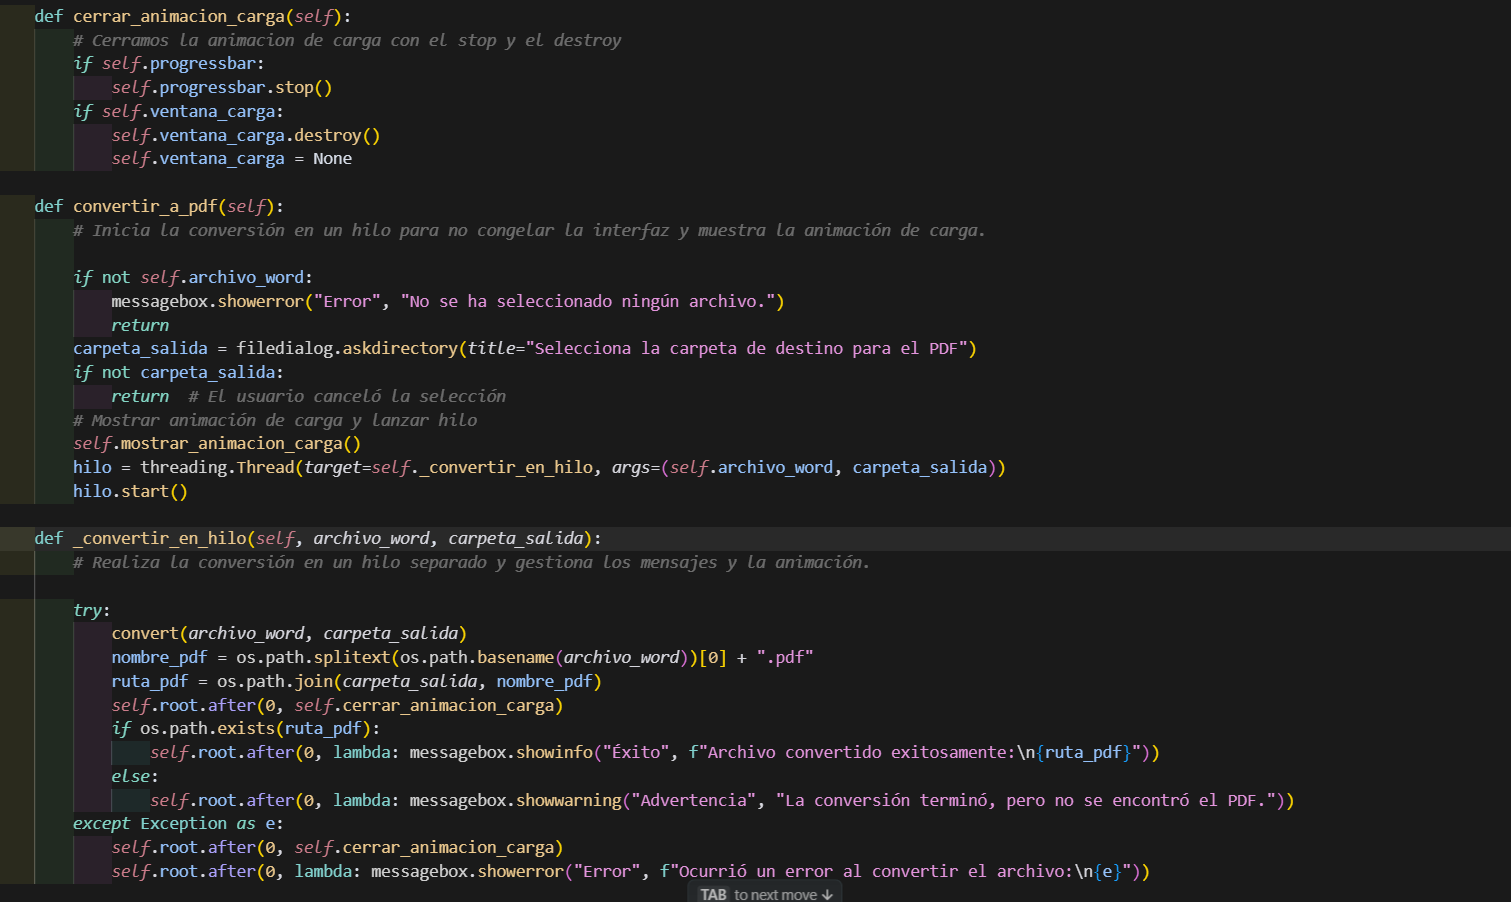 def cerrar_animacion_carga(self):
# Cerramos la animacion de carga con el stop y el destroy
if self.progressbar:
self.progressbar.stop()
if self.ventana_carga:
self.ventana_carga.destroy()
self.ventana_carga = None
def convertir_a_pdf(self):
# Inicia la conversión en un hilo para no congelar la interfaz y muestra la animación de carga.
if not self.archivo_word:
messagebox.showerror("Error", "No se ha seleccionado ningún archivo.")
return
carpeta_salida = filedialog.askdirectory(title="Selecciona la carpeta de destino para el PDF")
if not carpeta_salida:
return  # El usuario canceló la selección
# Mostrar animación de carga y lanzar hilo
self.mostrar_animacion_carga()
hilo = threading.Thread(target=self._convertir_en_hilo, args=(self.archivo_word, carpeta_salida))
hilo.start()
def _convertir_en_hilo(self, archivo_word, carpeta_salida):
# Realiza la conversión en un hilo separado y gestiona los mensajes y la animación.
try:
convert(archivo_word, carpeta_salida)
nombre_pdf = os.path.splitext(os.path.basename(archivo_word))[0] + ".pdf"
ruta_pdf = os.path.join(carpeta_salida, nombre_pdf)
self.root.after(0, self.cerrar_animacion_carga)
if os.path.exists(ruta_pdf):
self.root.after(0, lambda: messagebox.showinfo("Éxito", f"Archivo convertido exitosamente:\n{ruta_pdf}"))
else:
self.root.after(0, lambda: messagebox.showwarning("Advertencia", "La conversión terminó, pero no se encontró el PDF."))
except Exception as e:
self.root.after(0, self.cerrar_animacion_carga)
self.root.after(0, lambda: messagebox.showerror("Error", f"Ocurrió un error al convertir el archivo:\n{e}"))
TAB to next move ↓